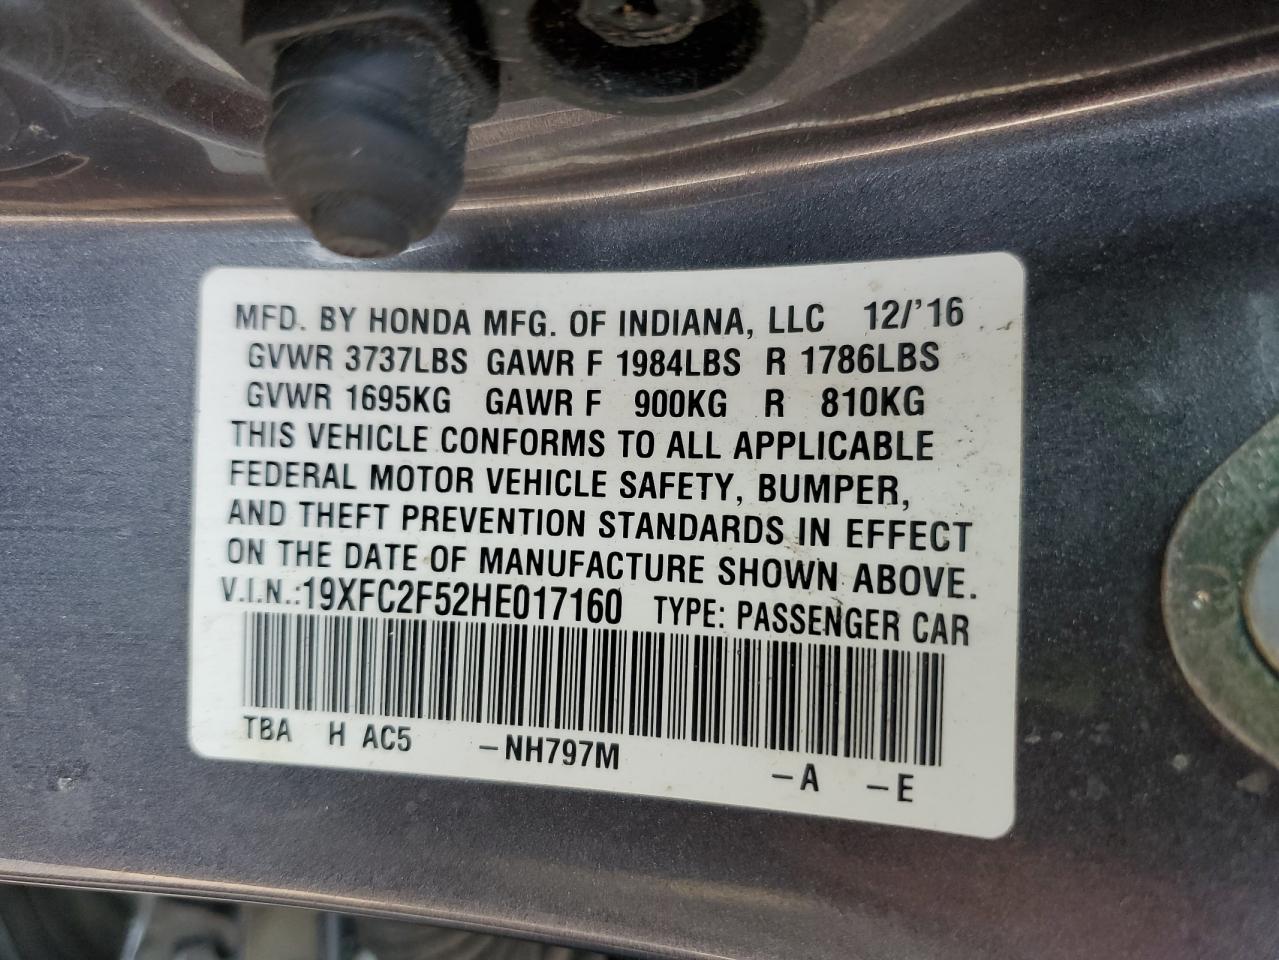 MFD. BY HONDA MFG. OF INDIANA, LLC 12/'16
GVWR 3737LBS GAWR F 1984LBS R 1786LBS
GVWR 1695KG GAWR F 900KG R 810KG
THIS VEHICLE CONFORMS TO ALL APPLICABLE
FEDERAL MOTOR VEHICLE SAFETY, BUMPER,
AND THEFT PREVENTION STANDARDS IN EFFECT
ON THE DATE OF MANUFACTURE SHOWN ABOVE.
V.I.N.:19XFC2F52HE017160 TYPE: PASSENGER CAR
TBA H AC5 -NH797M -A -E